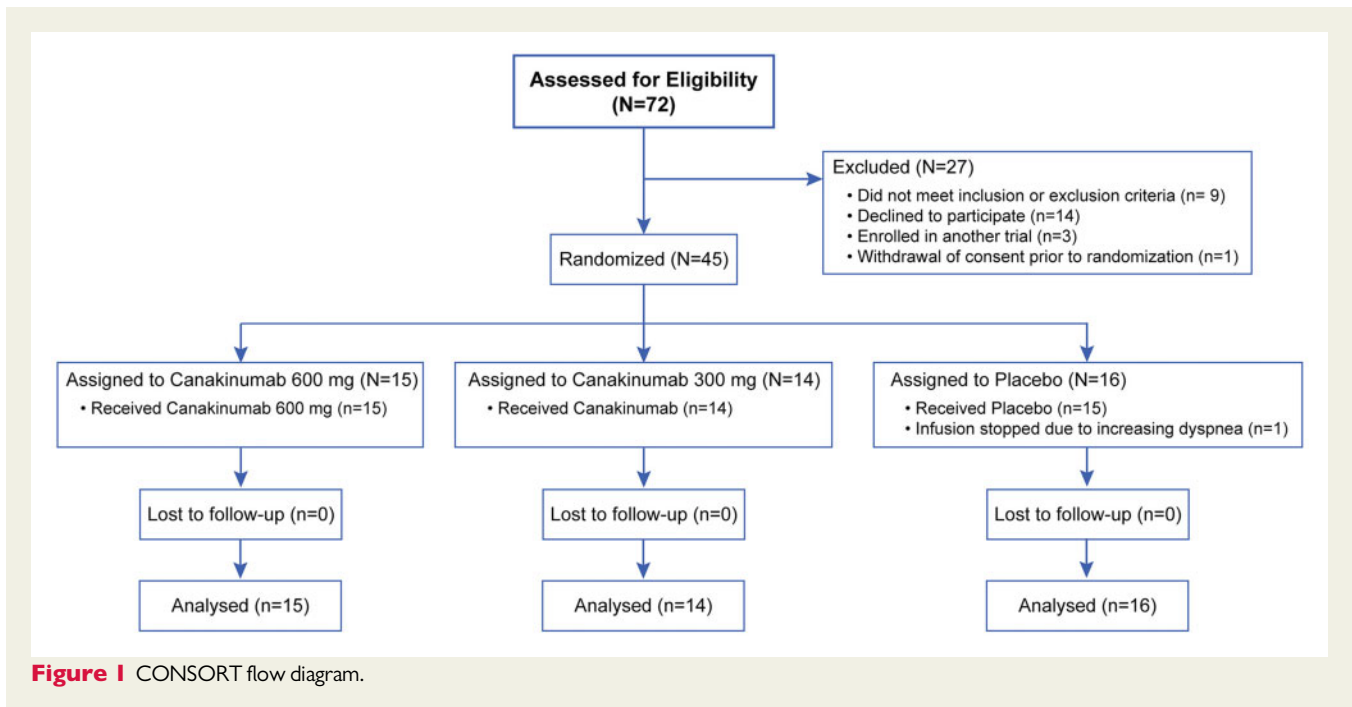 Assessed for Eligibility
(N=72)
Excluded (N=27)
• Did not meet inclusion or exclusion criteria (n= 9)
• Declined to participate (n=14)
• Enrolled in another trial (n=3)
• Withdrawal of consent prior to randomization (n=1)
Randomized (N=45)
Assigned to Canakinumab 600 mg (N=15)
• Received Canakinumab 600 mg (n=15)
Assigned to Canakinumab 300 mg (N=14)
• Received Canakinumab (n=14)
Assigned to Placebo (N=16)
• Received Placebo (n=15)
• Infusion stopped due to increasing dyspnea (n=1)
Lost to follow-up (n=0)
Lost to follow-up (n=0)
Lost to follow-up (n=0)
Analysed (n=15)
Analysed (n=14)
Analysed (n=16)
Figure 1 CONSORT flow diagram.